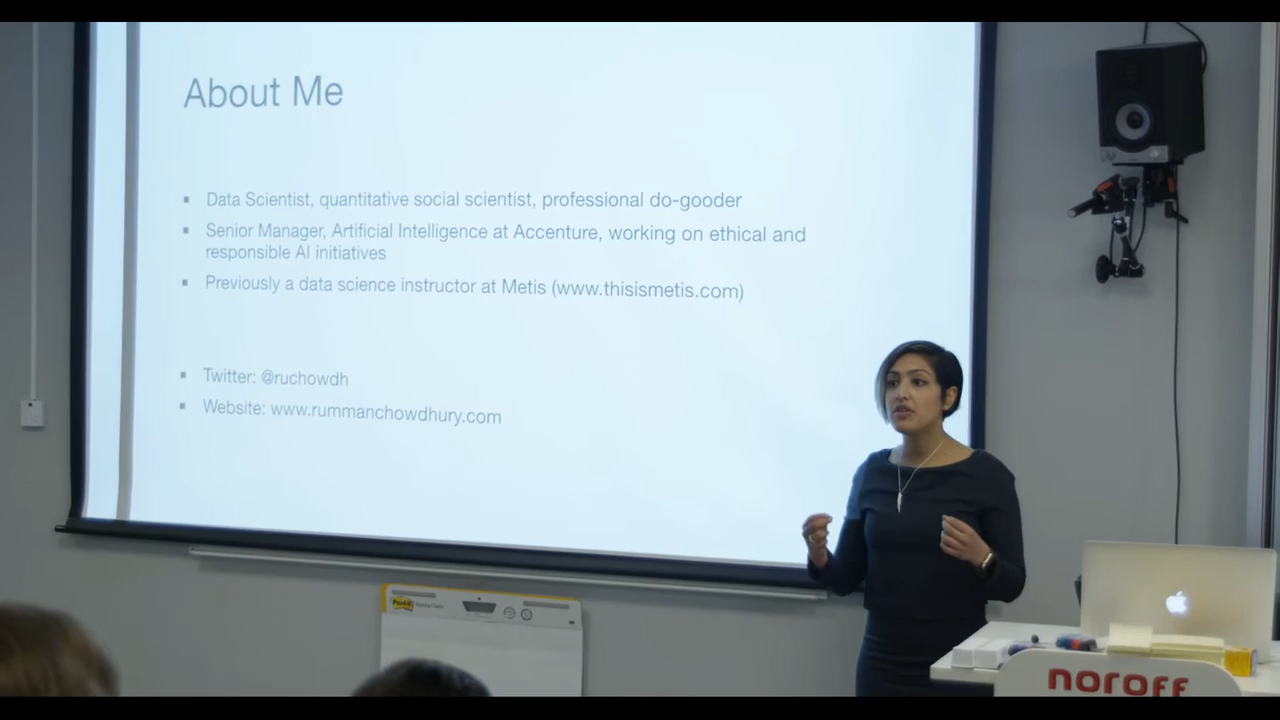 About Me
▪ Data Scientist, quantitative social scientist, professional do-gooder
▪ Senior Manager, Artificial Intelligence at Accenture, working on ethical and
responsible AI initiatives
▪ Previously a data science instructor at Metis (www.thisismetis.com)
▪ Twitter: @ruchowdh
▪ Website: www.rummanchowdhury.com
Post-it
noroff